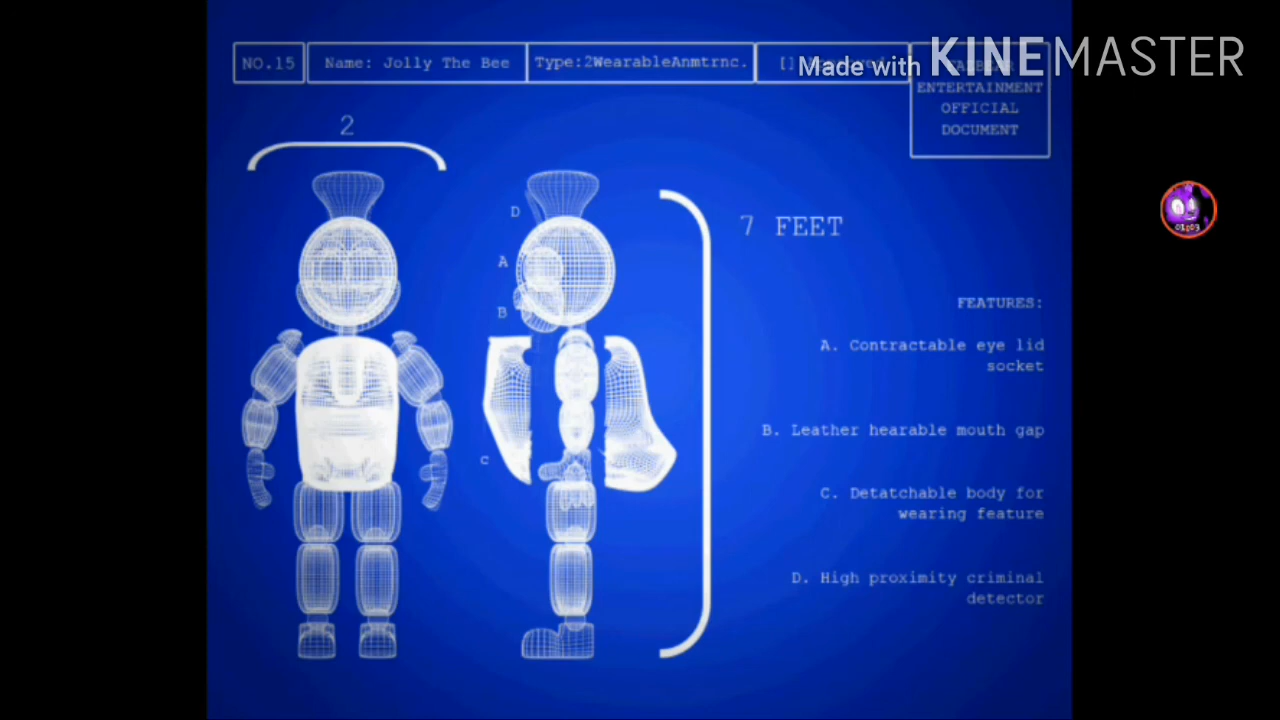 Made with KINEMASTER
NO.15
Name: Jolly The Bee
Type:2WearableAnmtrnc.
[]
ENTERTAINMENT
OFFICIAL
DOCUMENT
2
D
A
B
C
7 FEET
FEATURES:
A. Contractable eye lid
socket
B. Leather hearable mouth gap
C. Detatchable body for
wearing feature
D. High proximity criminal
detector